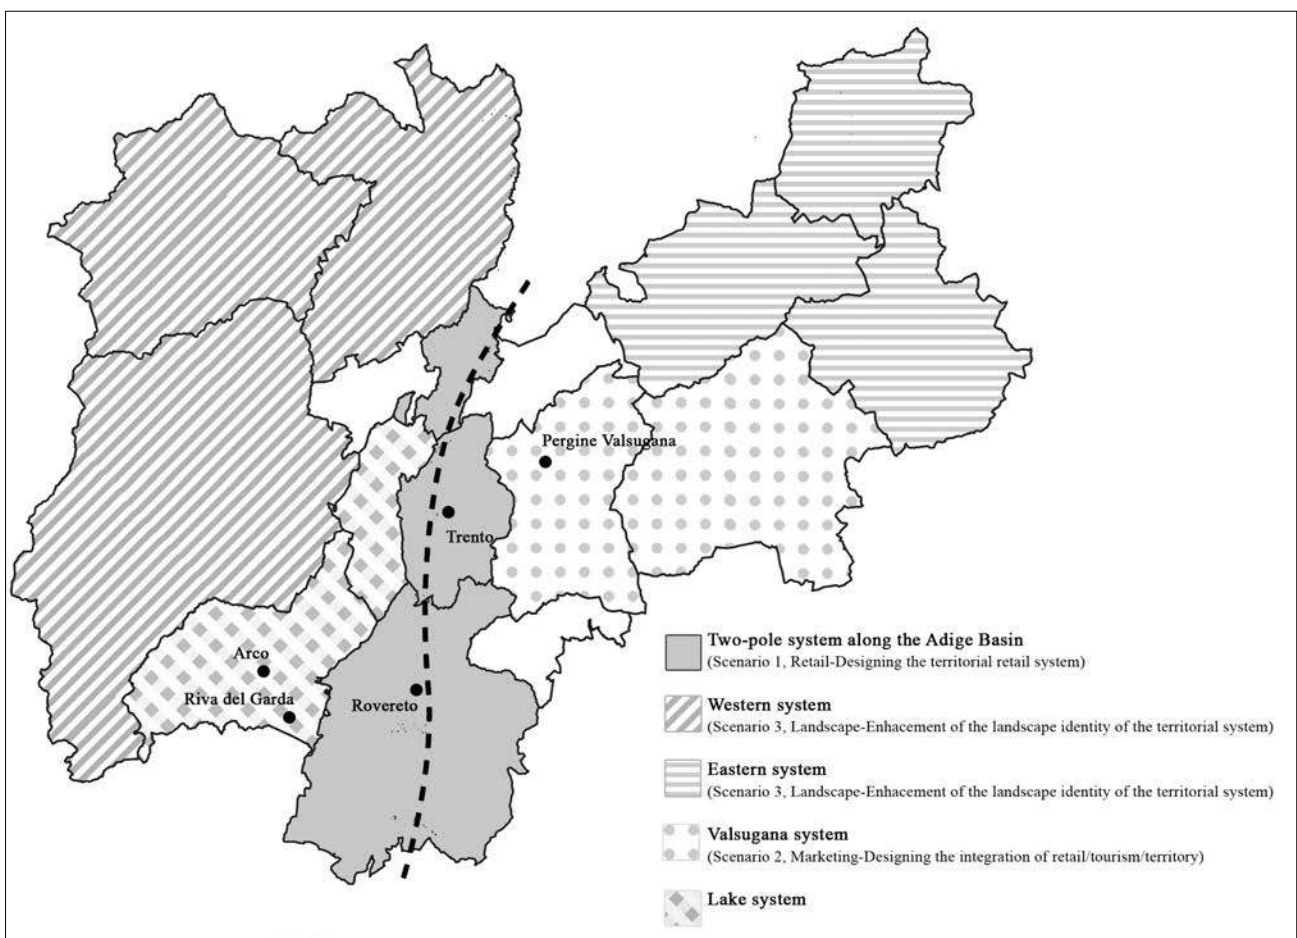 Pergine Valsugana
Trento
Arco
Riva del Garda
Rovereto
Two-pole system along the Adige Basin
(Scenario 1, Retail-Designing the territorial retail system)
Western system
(Scenario 3, Landscape-Enhacement of the landscape identity of the territorial system)
Eastern system
(Scenario 3, Landscape-Enhacement of the landscape identity of the territorial system)
Valsugana system
(Scenario 2, Marketing-Designing the integration of retail/tourism/territory)
Lake system